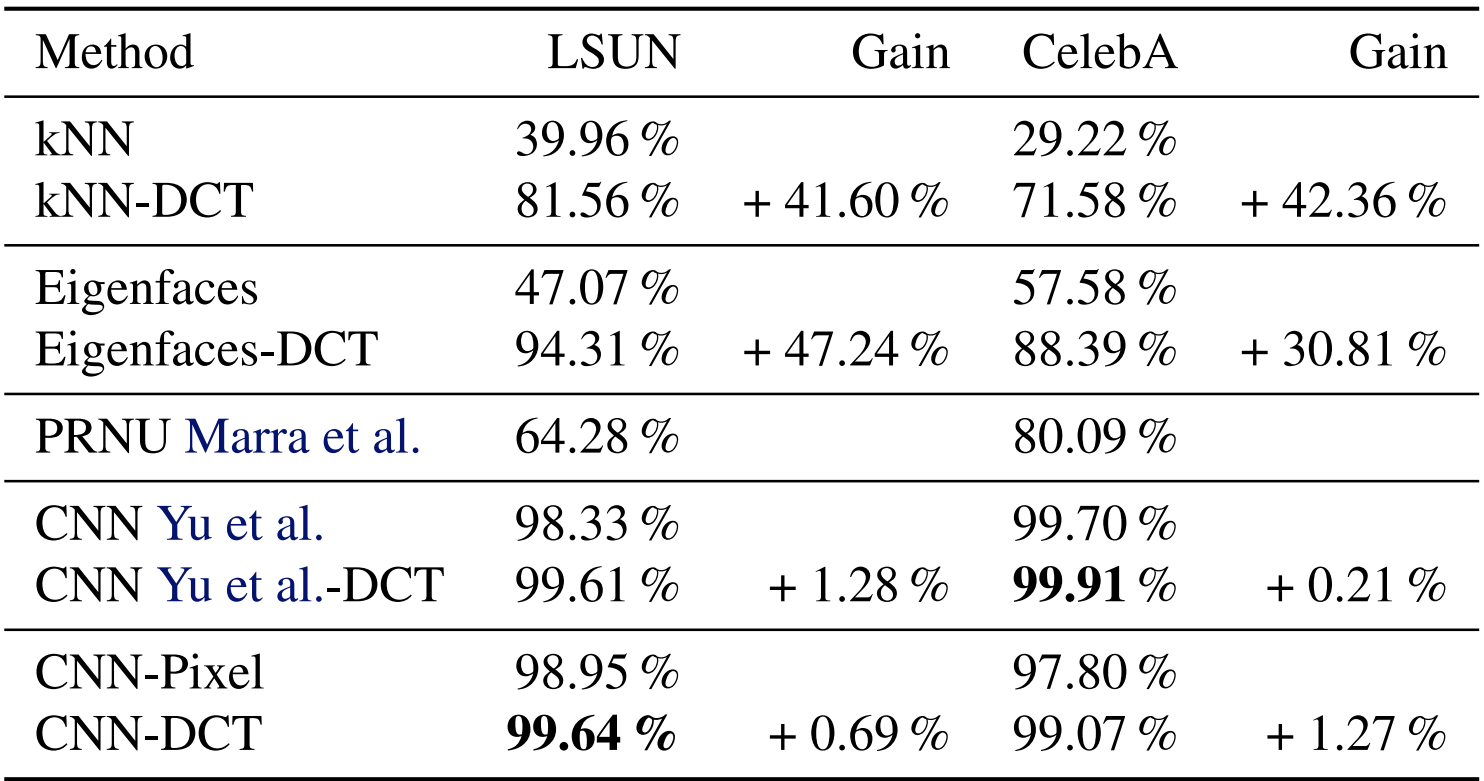 Method LSUN Gain CelebA Gain
kNN 39.96 % 29.22 %
kNN-DCT 81.56 % + 41.60 % 71.58 % + 42.36 %
Eigenfaces 47.07 % 57.58 %
Eigenfaces-DCT 94.31 % + 47.24 % 88.39 % + 30.81 %
PRNU Marra et al. 64.28 % 80.09 %
CNN Yu et al. 98.33 % 99.70 %
CNN Yu et al.-DCT 99.61 % + 1.28 % 99.91 % + 0.21 %
CNN-Pixel 98.95 % 97.80 %
CNN-DCT 99.64 % + 0.69 % 99.07 % + 1.27 %